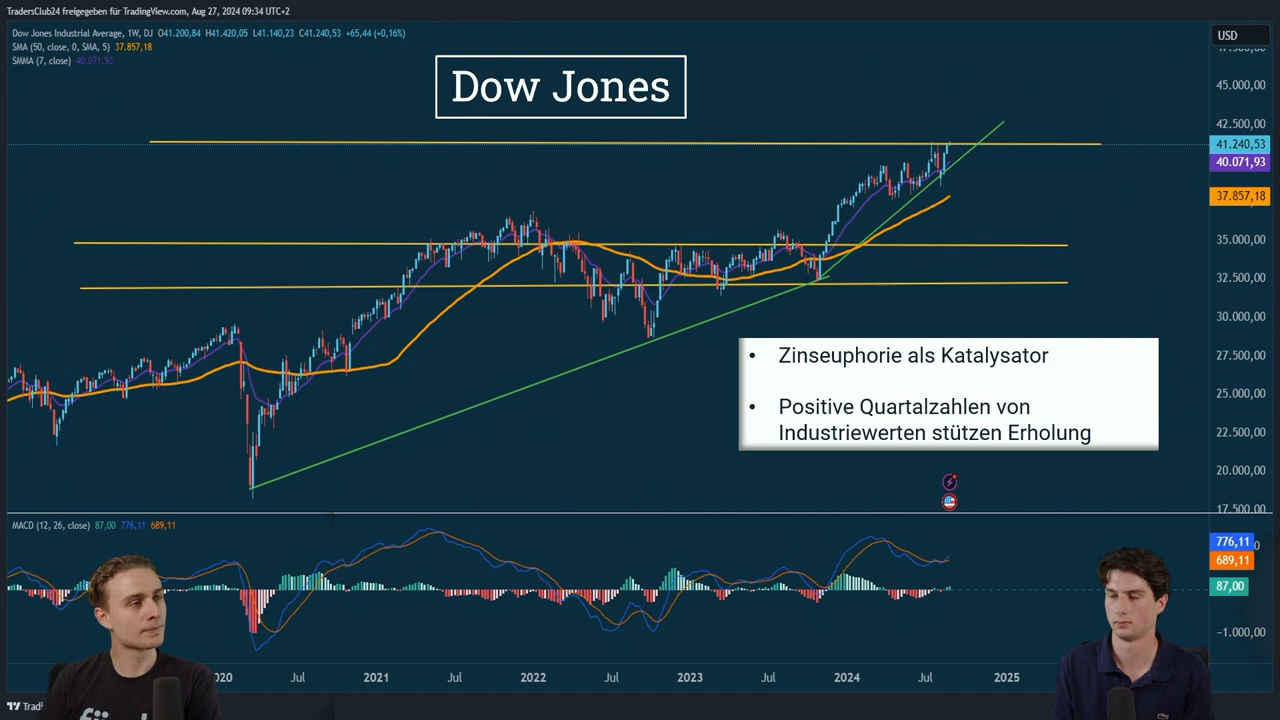 TradersClub24 freigegeben für TradingView.com, Aug 27, 2024 09:34 UTC+2
Dow Jones Industrial Average, 1W, DJ O41.200,84 H41.420,05 L41.140,23 C41.240,53 +65,44 (+0,16%)
SMA (50, close, 0, SMA, 5) 37.857,18
SMMA (7, close) 40.071,93
USD
Dow Jones
45.000,00
42.500,00
41.240,53
40.071,93
37.857,18
35.000,00
32.500,00
30.000,00
27.500,00
25.000,00
22.500,00
20.000,00
17.500,00
• Zinseuphorie als Katalysator
• Positive Quartalzahlen von
Industriewerten stützen Erholung
MACD (12, 26, close) 87,00 776,11 689,11
776,11
689,11
87,00
−1.000,00
Jul 2021 Jul 2022 Jul 2023 Jul 2024 Jul 2025